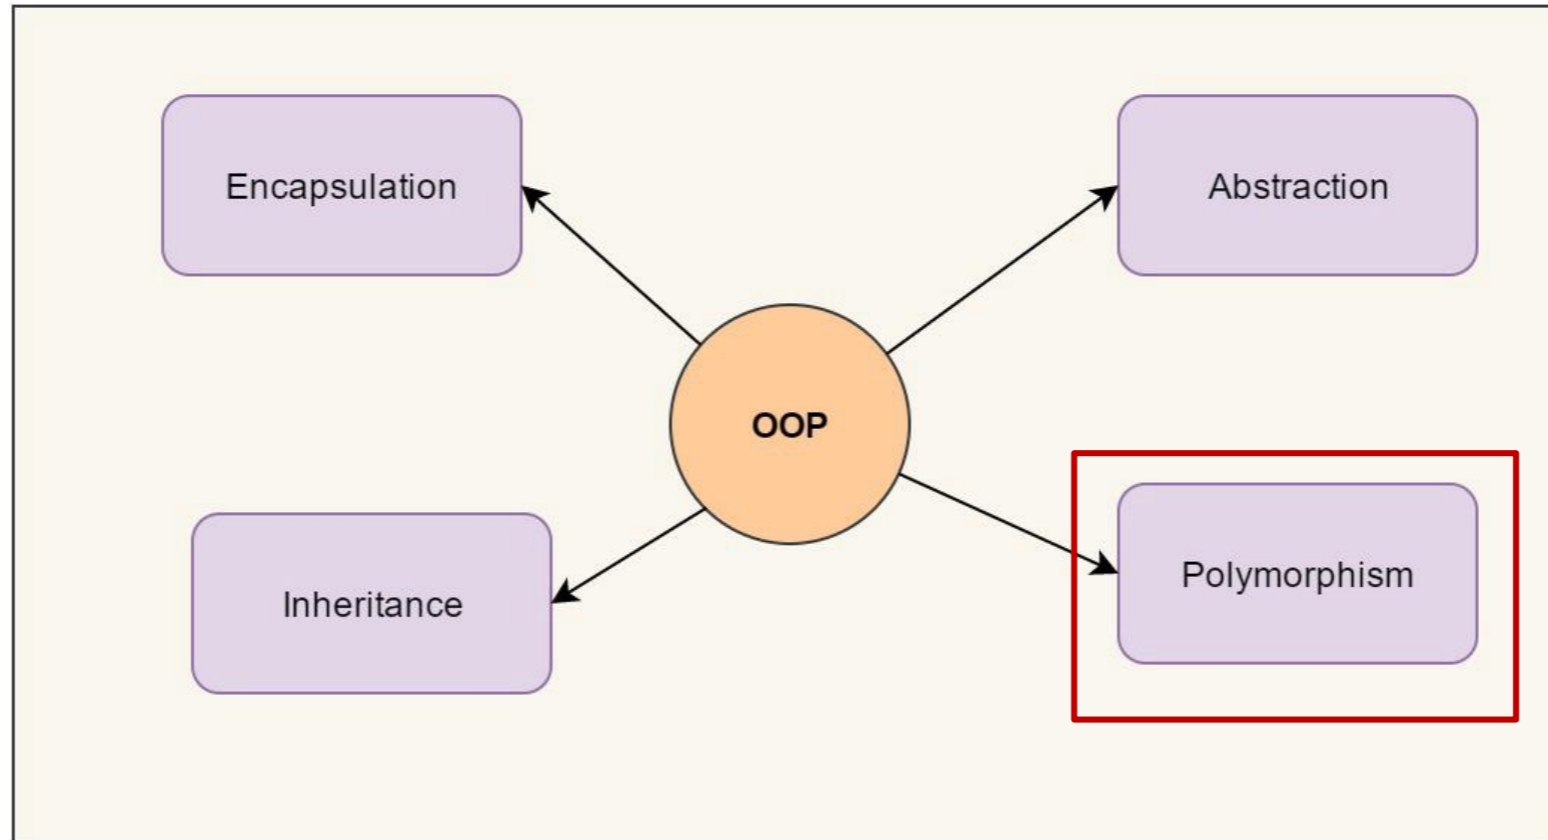 Encapsulation
Abstraction
OOP
Inheritance
Polymorphism